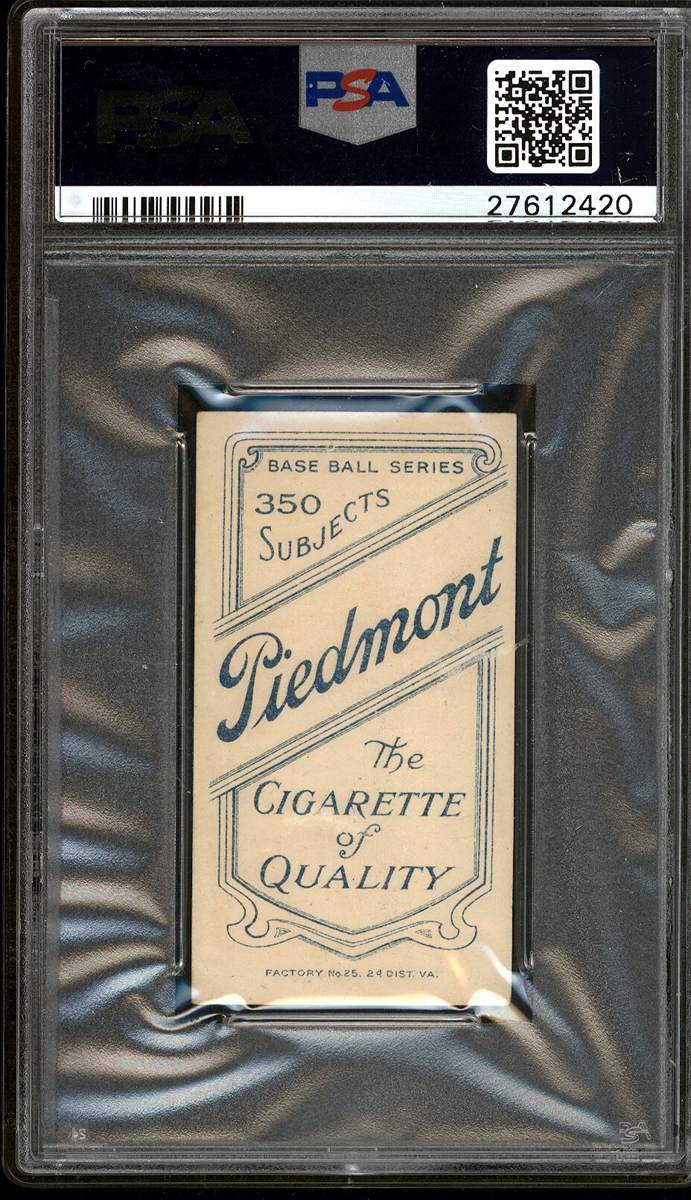 PSA
PSA
27612420
BASE BALL SERIES
350
SUBJECTS
Piedmont
The
CIGARETTE
of
QUALITY
FACTORY No. 25. 2d DIST. VA.
PSA